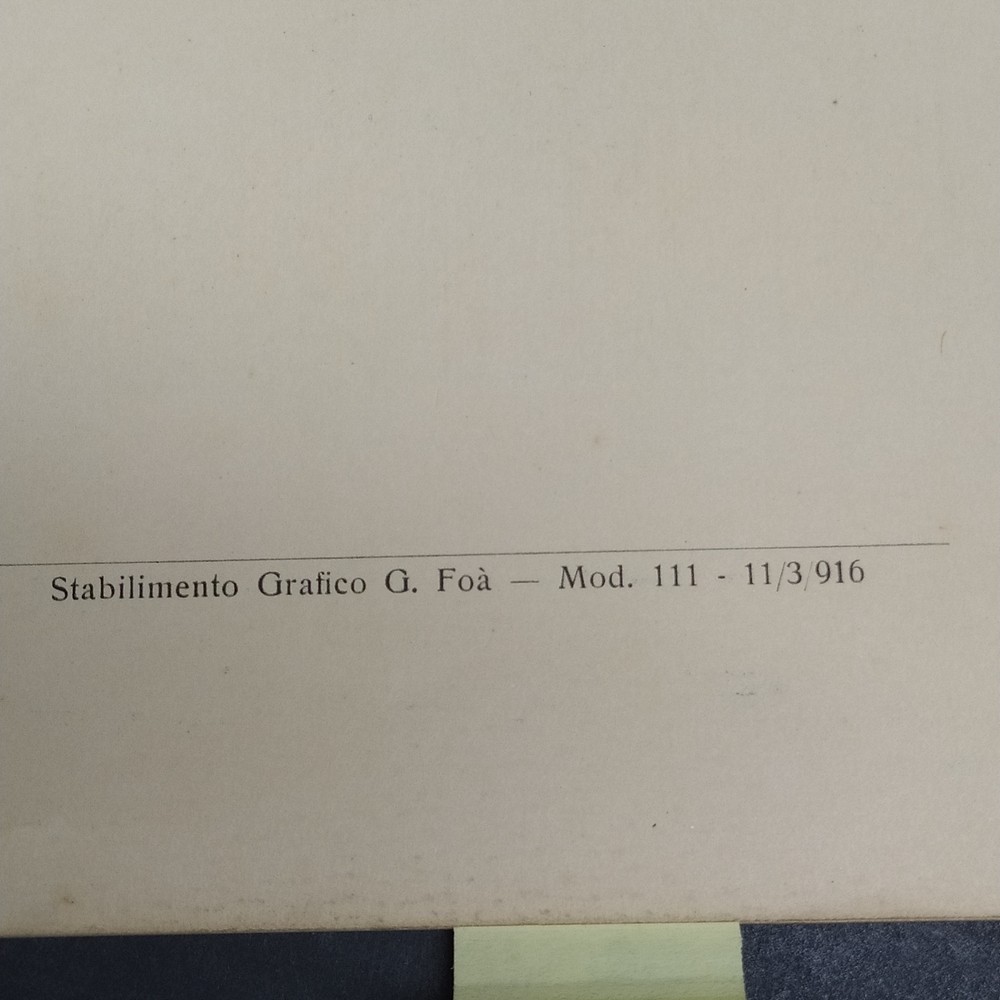 Stabilimento Grafico G. Foà — Mod. 111 - 11/3/916